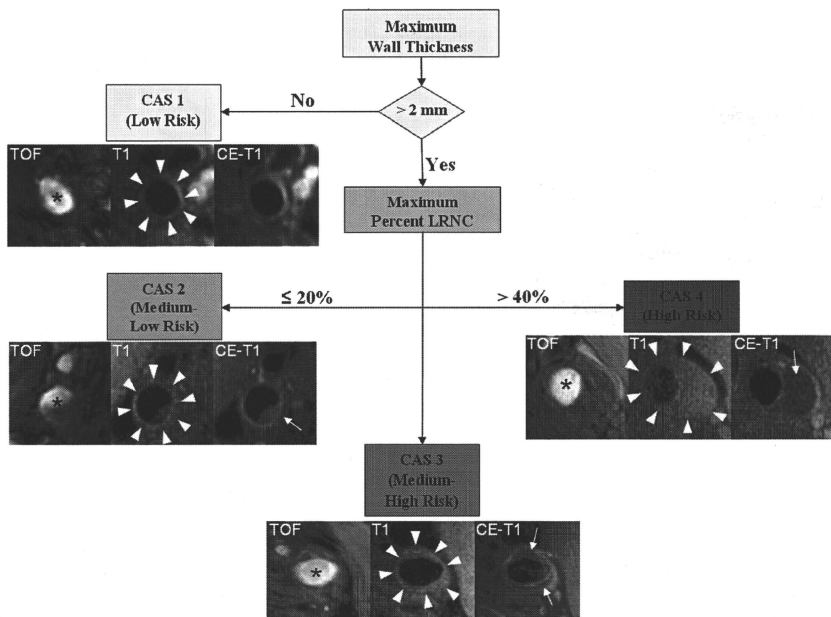 Maximum
Wall Thickness
> 2 mm
No
CAS 1
(Low Risk)
TOF
T1
CE-T1
Yes
Maximum
Percent LRNC
≤ 20%
> 40%
CAS 2
(Medium-
Low Risk)
TOF
*
T1
CE-T1
CAS 4
(High Risk)
TOF
*
T1
CE-T1
CAS 3
(Medium-
High Risk)
TOF
*
T1
CE-T1